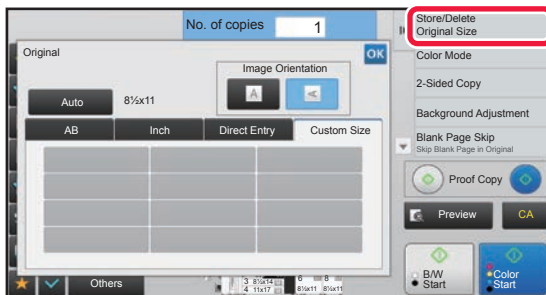 No. of copies 1
Store/Delete
Original Size
Original
OK
Color Mode
Image Orientation
A A
2-Sided Copy
Auto 8½x11
Background Adjustment
AB Inch Direct Entry Custom Size
Blank Page Skip
Skip Blank Page in Original
Proof Copy
Preview CA
Others
3 8½x14
4 11x17
6 8
8½x11 8½x11
B/W
Start
Color
Start